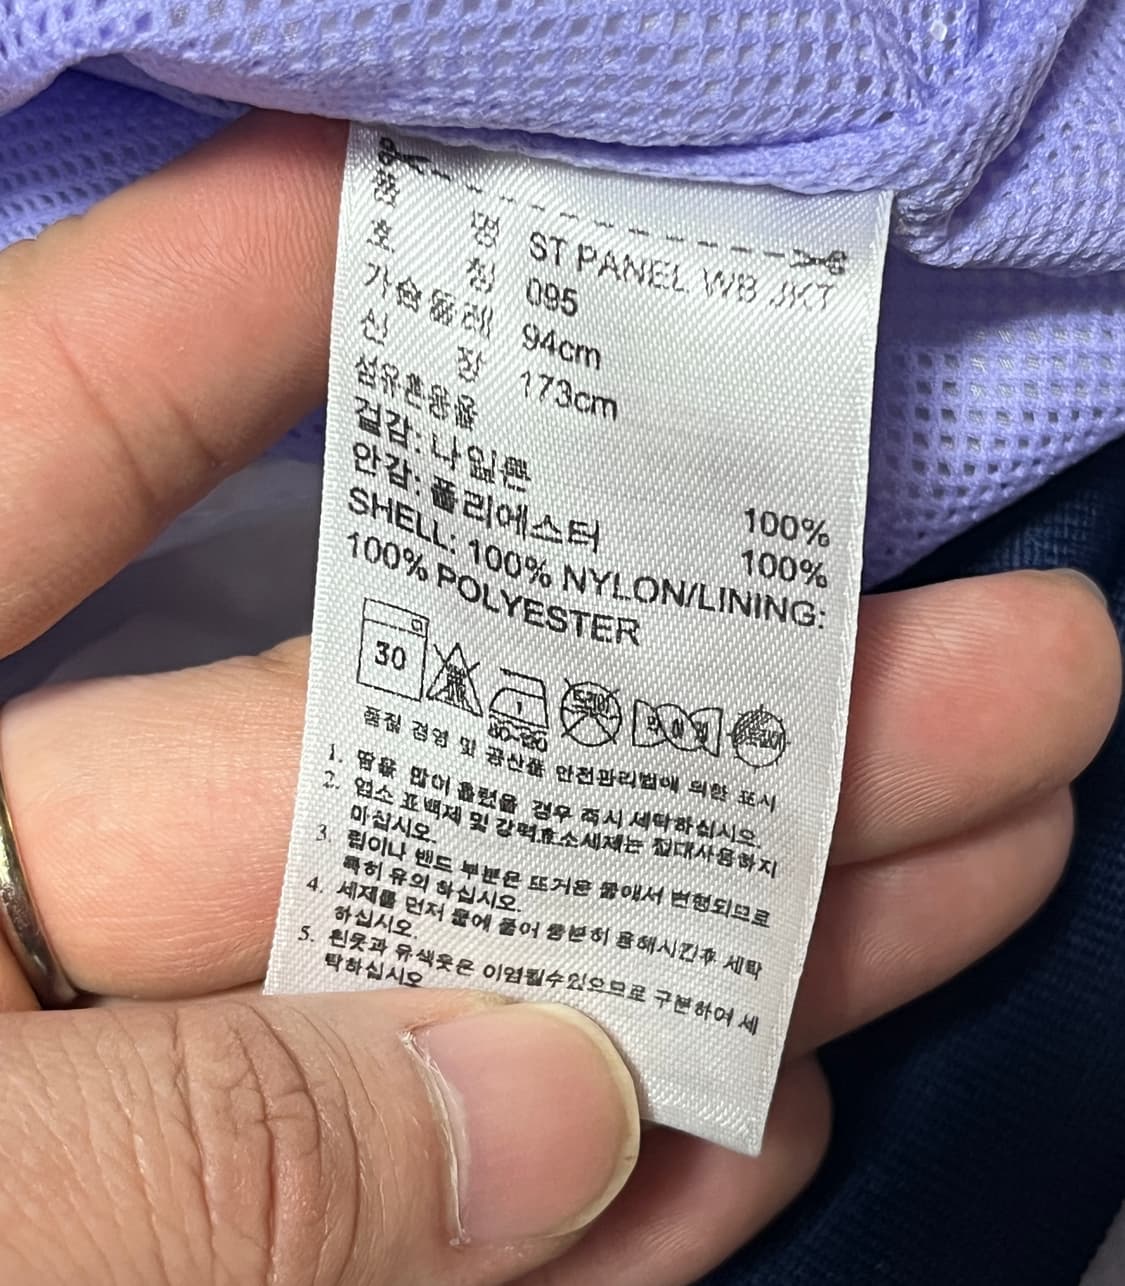 품 명 ST PANEL WB JKT
호 칭 095
가슴둘레 94cm
신 장 173cm
섬유혼용율
겉감: 나일론 100%
안감: 폴리에스터 100%
SHELL: 100% NYLON/LINING:
100% POLYESTER
30
1
80~120
드라이
손세탁
품질 경영 및 공산품 안전관리법에 의한 표시
1. 땀을 많이 흘렸을 경우 즉시 세탁하십시오.
2. 염소 표백제 및 강력효소세제는 절대사용하지
마십시오.
3. 립이나 밴드 부분은 뜨거운 물에서 변형되므로
특히 유의 하십시오.
4. 세제를 먼저 물에 풀어 충분히 용해시킨후 세탁
하십시오.
5. 흰옷과 유색옷은 이염될수있으므로 구분하여 세
탁하십시오